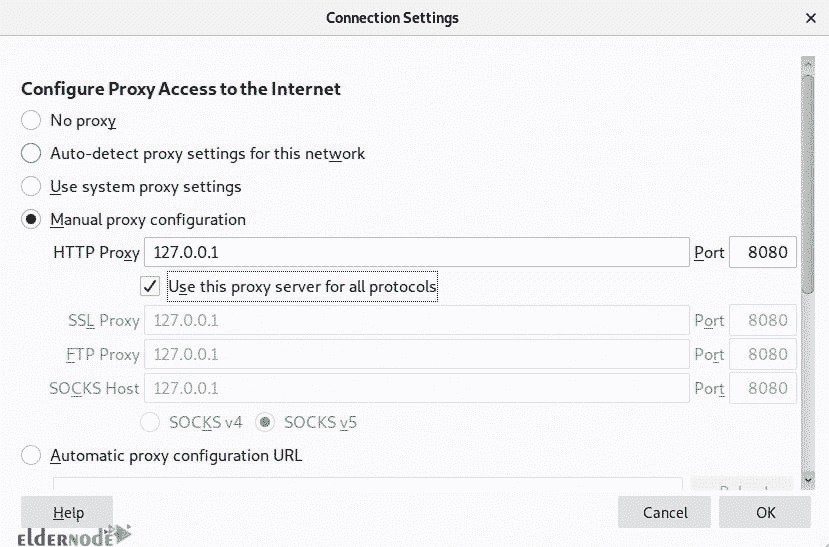 Connection Settings
Configure Proxy Access to the Internet
No proxy
Auto-detect proxy settings for this network
Use system proxy settings
Manual proxy configuration
HTTP Proxy 127.0.0.1 Port 8080
Use this proxy server for all protocols
SSL Proxy 127.0.0.1 Port 8080
FTP Proxy 127.0.0.1 Port 8080
SOCKS Host 127.0.0.1 Port 8080
SOCKS v4 SOCKS v5
Automatic proxy configuration URL
Help Cancel OK
ELDERNODE